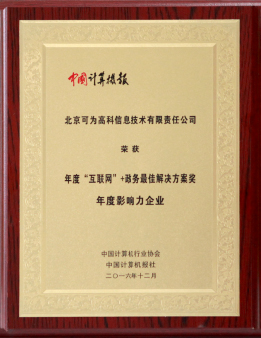 中国计算机报
北京可为高科信息技术有限责任公司
荣获
年度“互联网”+政务最佳解决方案奖
年度影响力企业
中国计算机行业协会
中国计算机报社
二〇一六年十二月